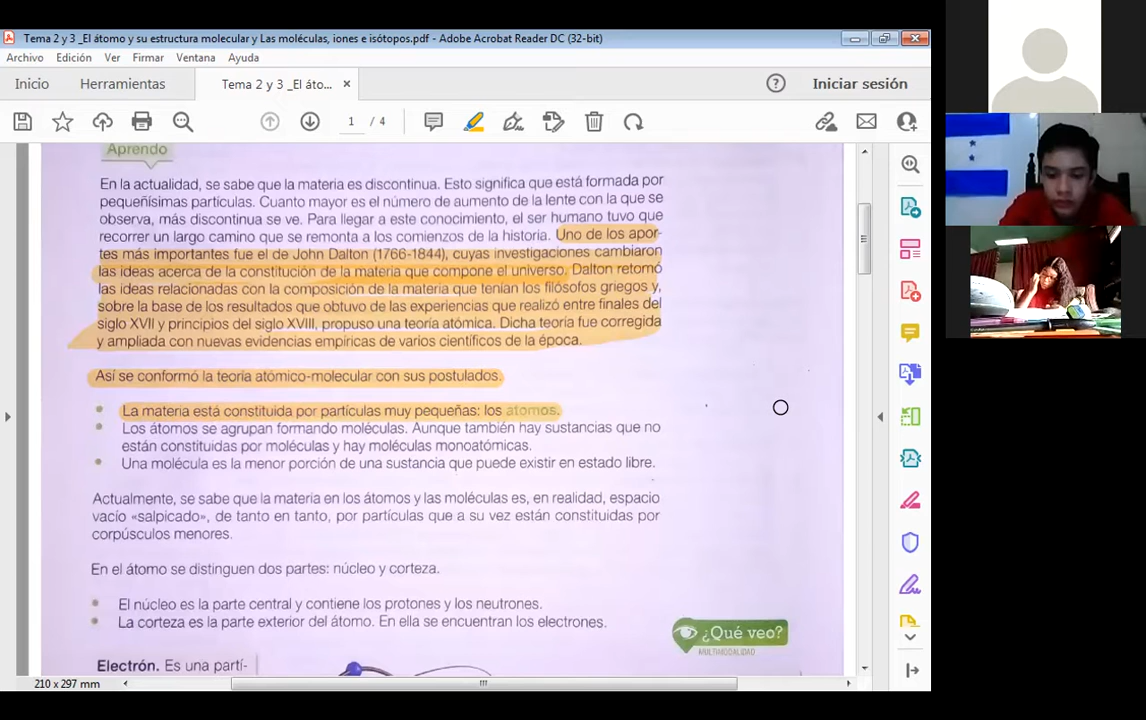 Tema 2 y 3 _El átomo y su estructura molecular y Las moléculas, iones e isótopos.pdf - Adobe Acrobat Reader DC (32-bit)
Archivo Edición Ver Firmar Ventana Ayuda
Inicio Herramientas Tema 2 y 3 _El áto... × ? Iniciar sesión
1 / 4
Aprendo
En la actualidad, se sabe que la materia es discontinua. Esto significa que está formada por
pequeñísimas partículas. Cuanto mayor es el número de aumento de la lente con la que se
observa, más discontinua se ve. Para llegar a este conocimiento, el ser humano tuvo que
recorrer un largo camino que se remonta a los comienzos de la historia. Uno de los apor-
tes más importantes fue el de John Dalton (1766-1844), cuyas investigaciones cambiaron
las ideas acerca de la constitución de la materia que compone el universo. Dalton retomó
las ideas relacionadas con la composición de la materia que tenían los filósofos griegos y,
sobre la base de los resultados que obtuvo de las experiencias que realizó entre finales del
siglo XVII y principios del siglo XVIII, propuso una teoría atómica. Dicha teoría fue corregida
y ampliada con nuevas evidencias empíricas de varios científicos de la época.
Así se conformó la teoría atómico-molecular con sus postulados.
• La materia está constituida por partículas muy pequeñas: los átomos.
• Los átomos se agrupan formando moléculas. Aunque también hay sustancias que no
están constituidas por moléculas y hay moléculas monoatómicas.
• Una molécula es la menor porción de una sustancia que puede existir en estado libre.
Actualmente, se sabe que la materia en los átomos y las moléculas es, en realidad, espacio
vacío «salpicado», de tanto en tanto, por partículas que a su vez están constituidas por
corpúsculos menores.
En el átomo se distinguen dos partes: núcleo y corteza.
• El núcleo es la parte central y contiene los protones y los neutrones.
• La corteza es la parte exterior del átomo. En ella se encuentran los electrones.
¿Qué veo?
MULTIMODALIDAD
Electrón. Es una partí-
210 x 297 mm